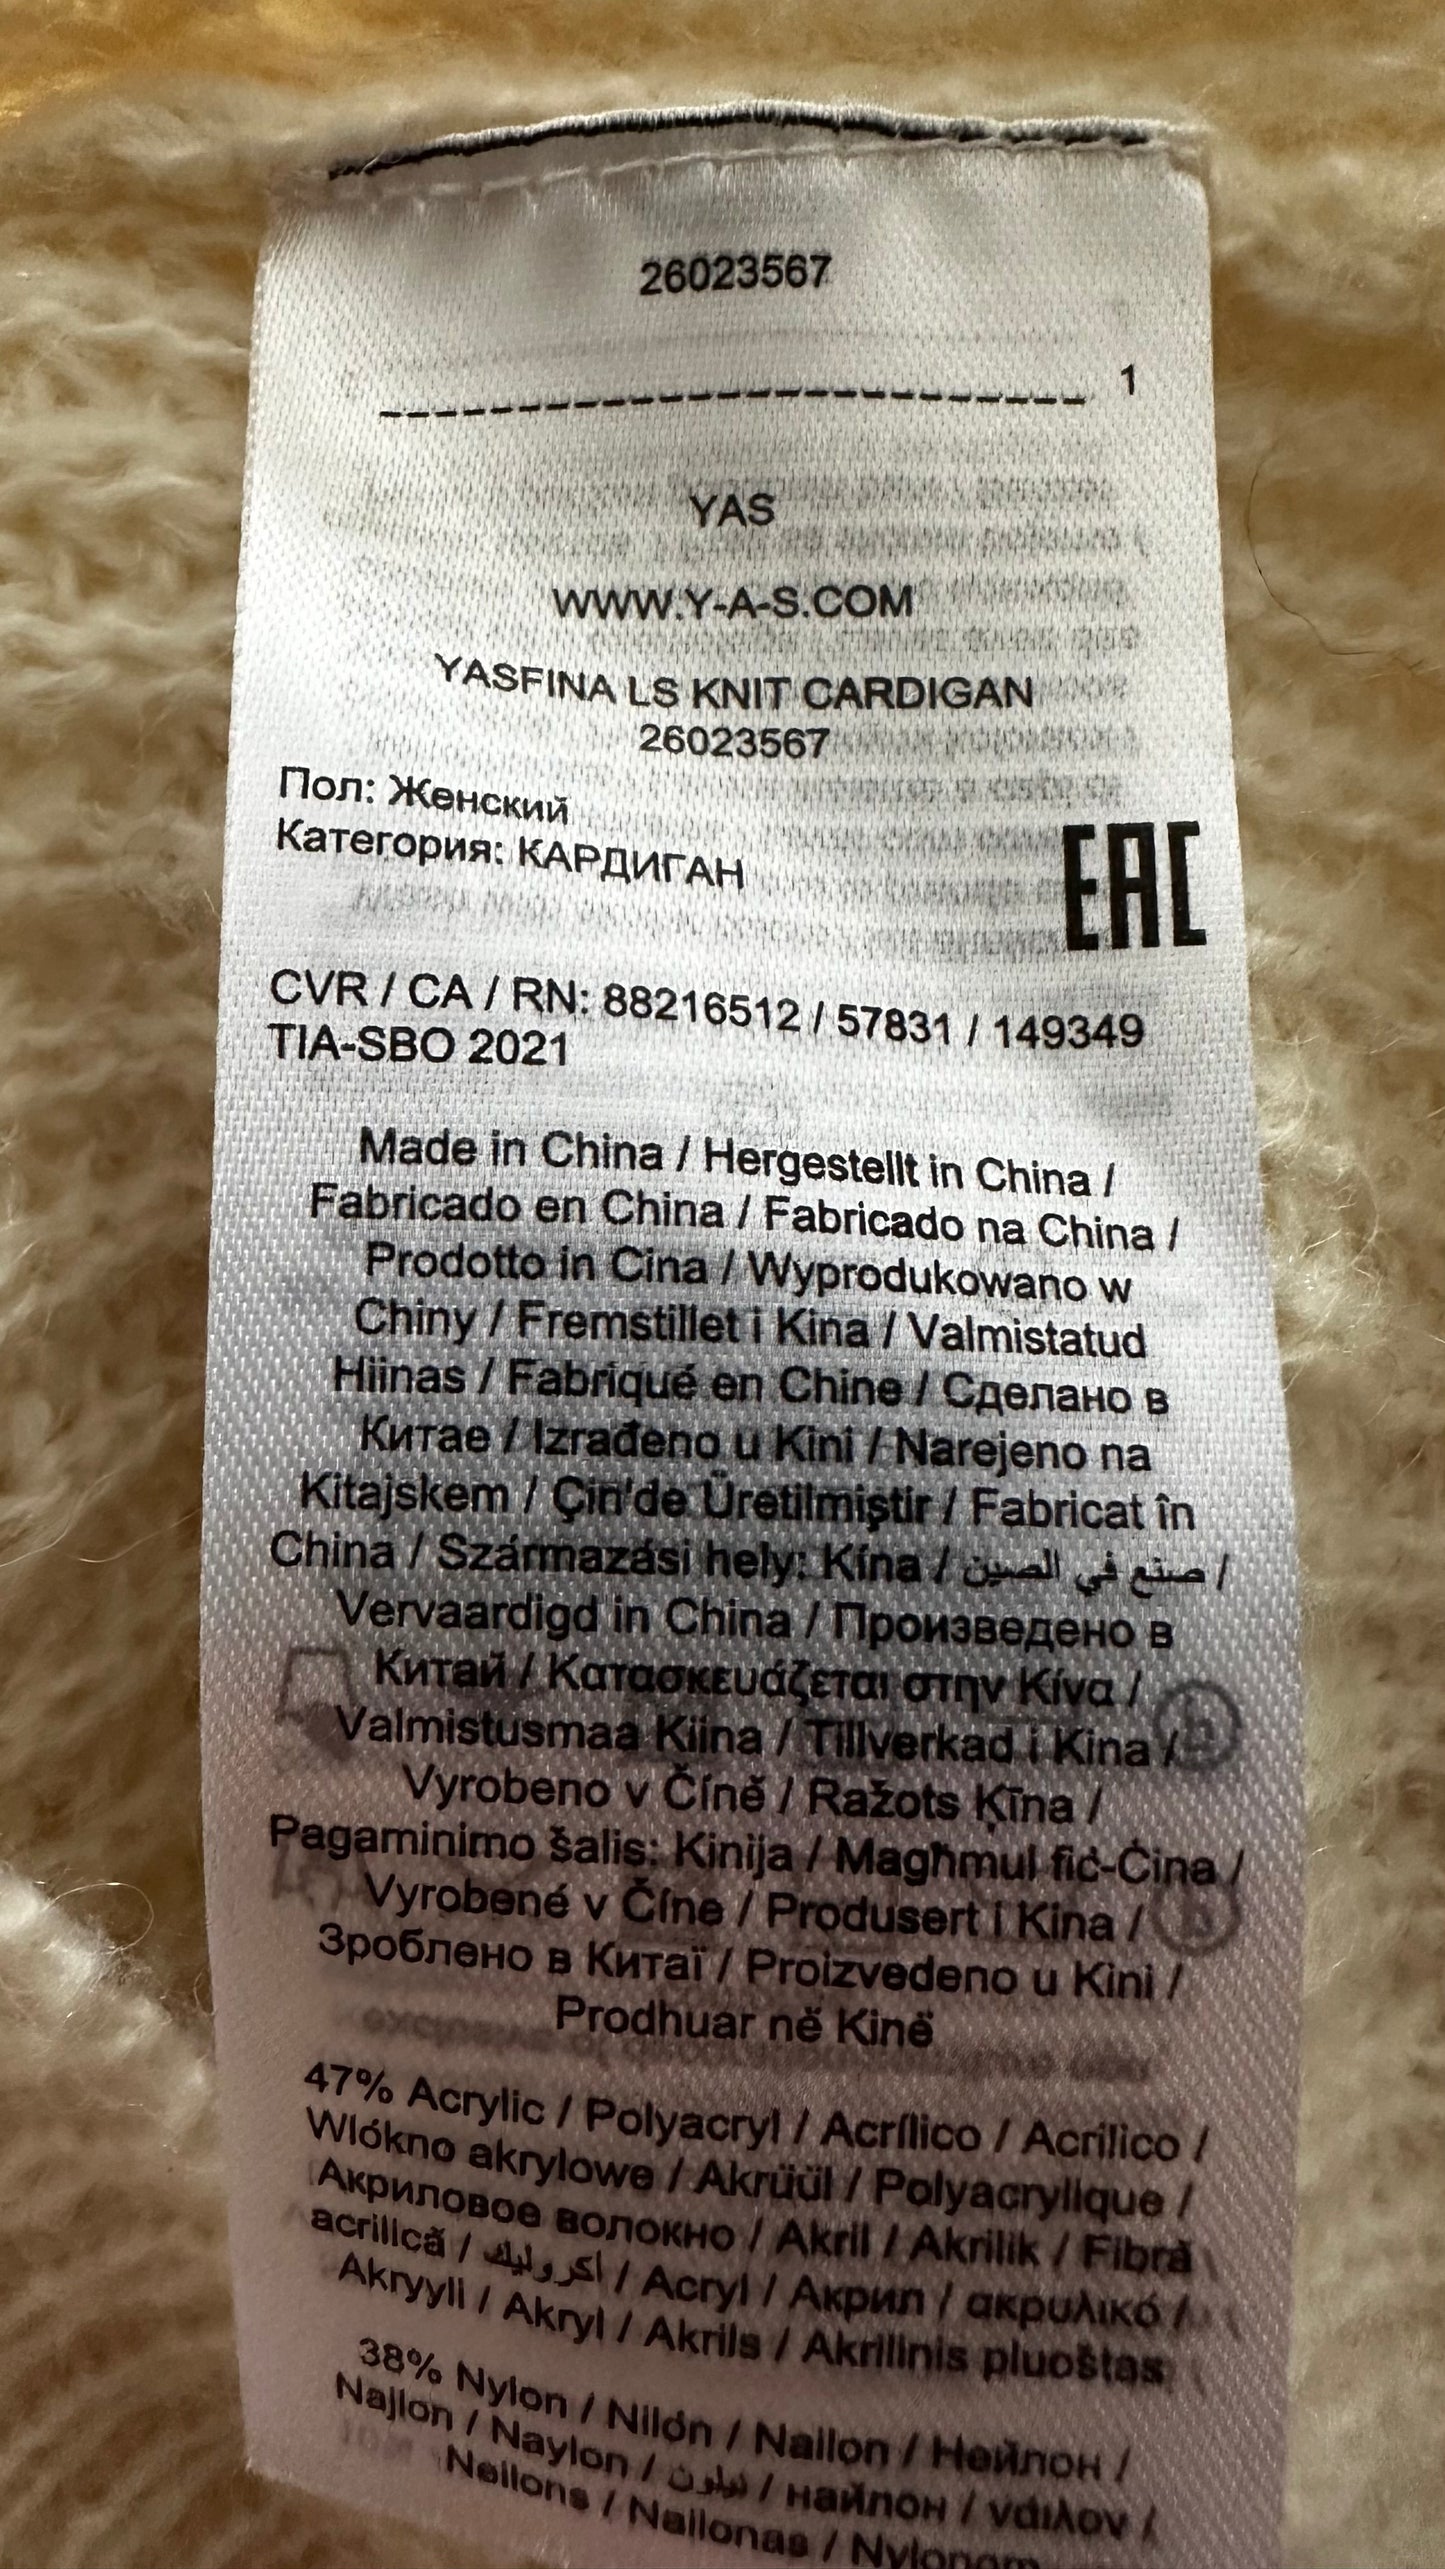 26023567
------------------------- 1
YAS
WWW.Y-A-S.COM
YASFINA LS KNIT CARDIGAN
26023567
Пол: Женский
Категория: КАРДИГАН
EAC
CVR / CA / RN: 88216512 / 57831 / 149349
TIA-SBO 2021
Made in China / Hergestellt in China /
Fabricado en China / Fabricado na China /
Prodotto in Cina / Wyprodukowano w
Chiny / Fremstillet i Kina / Valmistatud
Hiinas / Fabriqué en Chine / Сделано в
Китае / Izrađeno u Kini / Narejeno na
Kitajskem / Çin'de Üretilmiştir / Fabricat în
China / Származási hely: Kína / صنع في الصين /
Vervaardigd in China / Произведено в
Китай / Κατασκευάζεται στην Κίνα /
Valmistusmaa Kiina / Tillverkad i Kina /
Vyrobeno v Číně / Ražots Ķīna /
Pagaminimo šalis: Kinija / Magħmul fiċ-Ċina /
Vyrobené v Číne / Produsert i Kina /
Зроблено в Китаї / Proizvedeno u Kini /
Prodhuar në Kinë
47% Acrylic / Polyacryl / Acrílico / Acrilico /
Wlókno akrylowe / Akrüül / Polyacrylique /
Акриловое волокно / Akril / Akrilik / Fibră
acrilică / أكروليك / Acryl / Акрил / ακρυλικό /
Akryyli / Akryl / Akrils / Akrilinis pluoštas
38% Nylon / Nilón / Nailon / Нейлон /
Najlon / Naylon / نيلون / найлон / νάιλον /
Neilons / Nailonas /